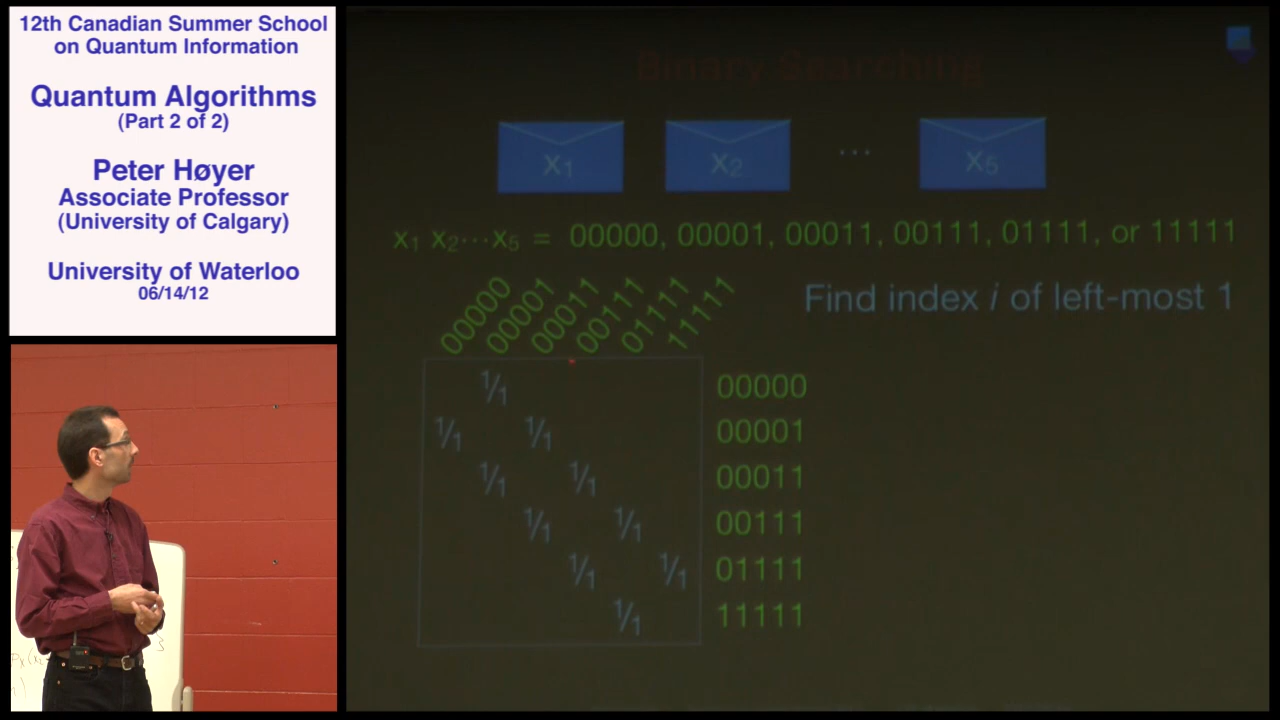 12th Canadian Summer School
on Quantum Information
Quantum Algorithms
(Part 2 of 2)
Peter Høyer
Associate Professor
(University of Calgary)
University of Waterloo
06/14/12
Binary Searching
x₁ x₂ ... x₅
x₁ x₂...x₅ = 00000, 00001, 00011, 00111, 01111, or 11111
Find index i of left-most 1
00000 00001 00011 00111 01111 11111
1/1 00000
1/1 1/1 00001
1/1 1/1 00011
1/1 1/1 00111
1/1 1/1 01111
1/1 11111